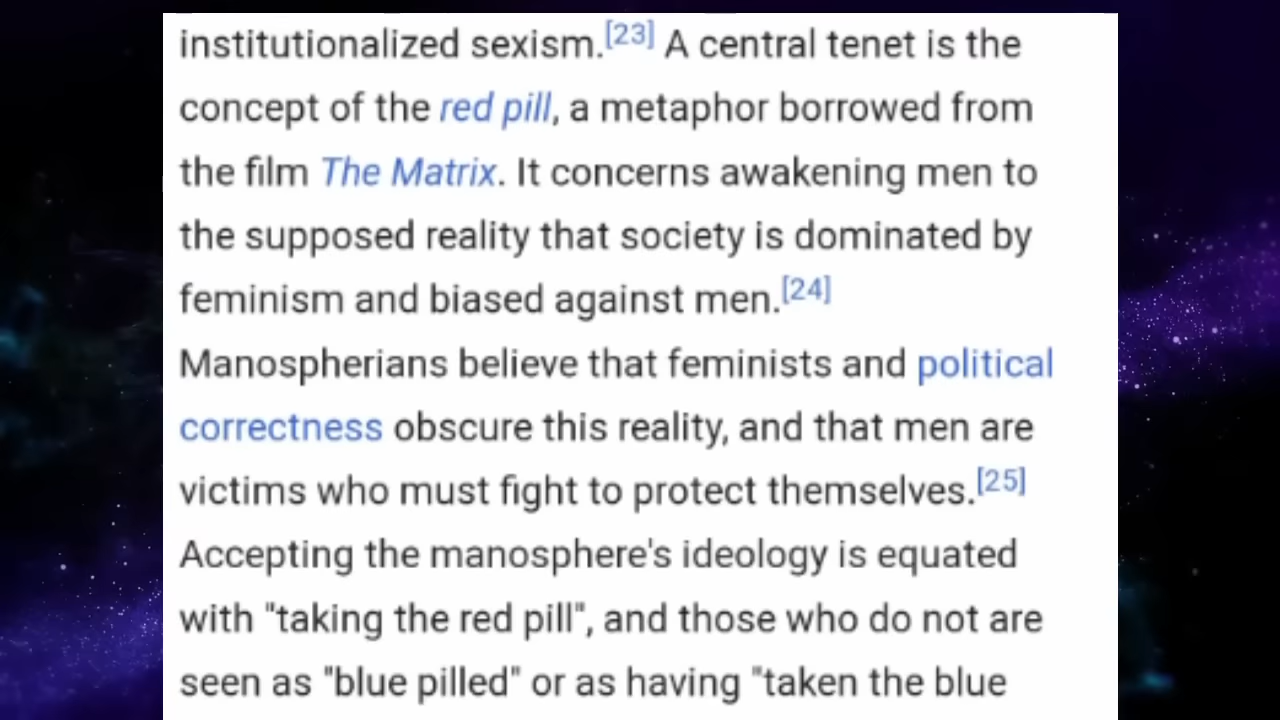 institutionalized sexism.[23] A central tenet is the
concept of the red pill, a metaphor borrowed from
the film The Matrix. It concerns awakening men to
the supposed reality that society is dominated by
feminism and biased against men.[24]
Manospherians believe that feminists and political
correctness obscure this reality, and that men are
victims who must fight to protect themselves.[25]
Accepting the manosphere's ideology is equated
with "taking the red pill", and those who do not are
seen as "blue pilled" or as having "taken the blue